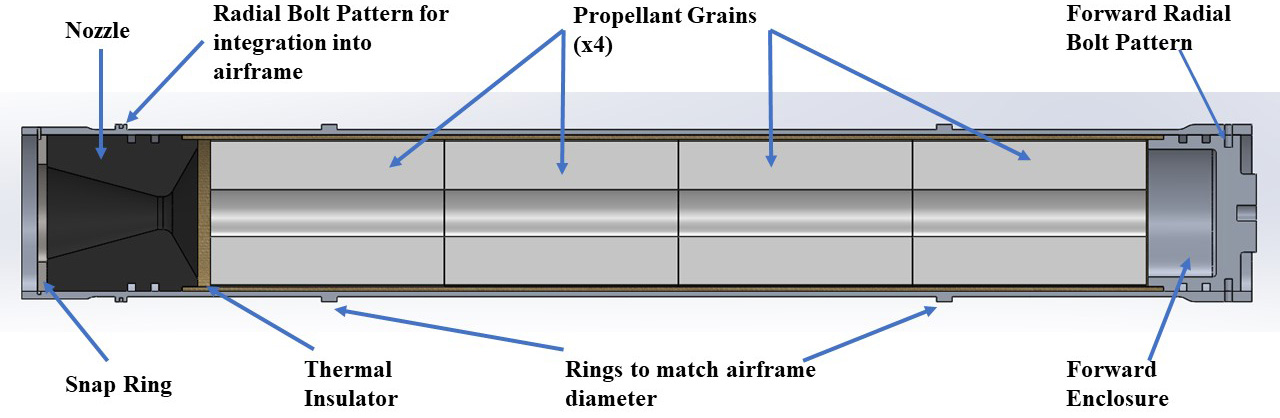 Nozzle
Radial Bolt Pattern for
integration into
airframe
Propellant Grains
(x4)
Forward Radial
Bolt Pattern
Snap Ring
Thermal
Insulator
Rings to match airframe
diameter
Forward
Enclosure